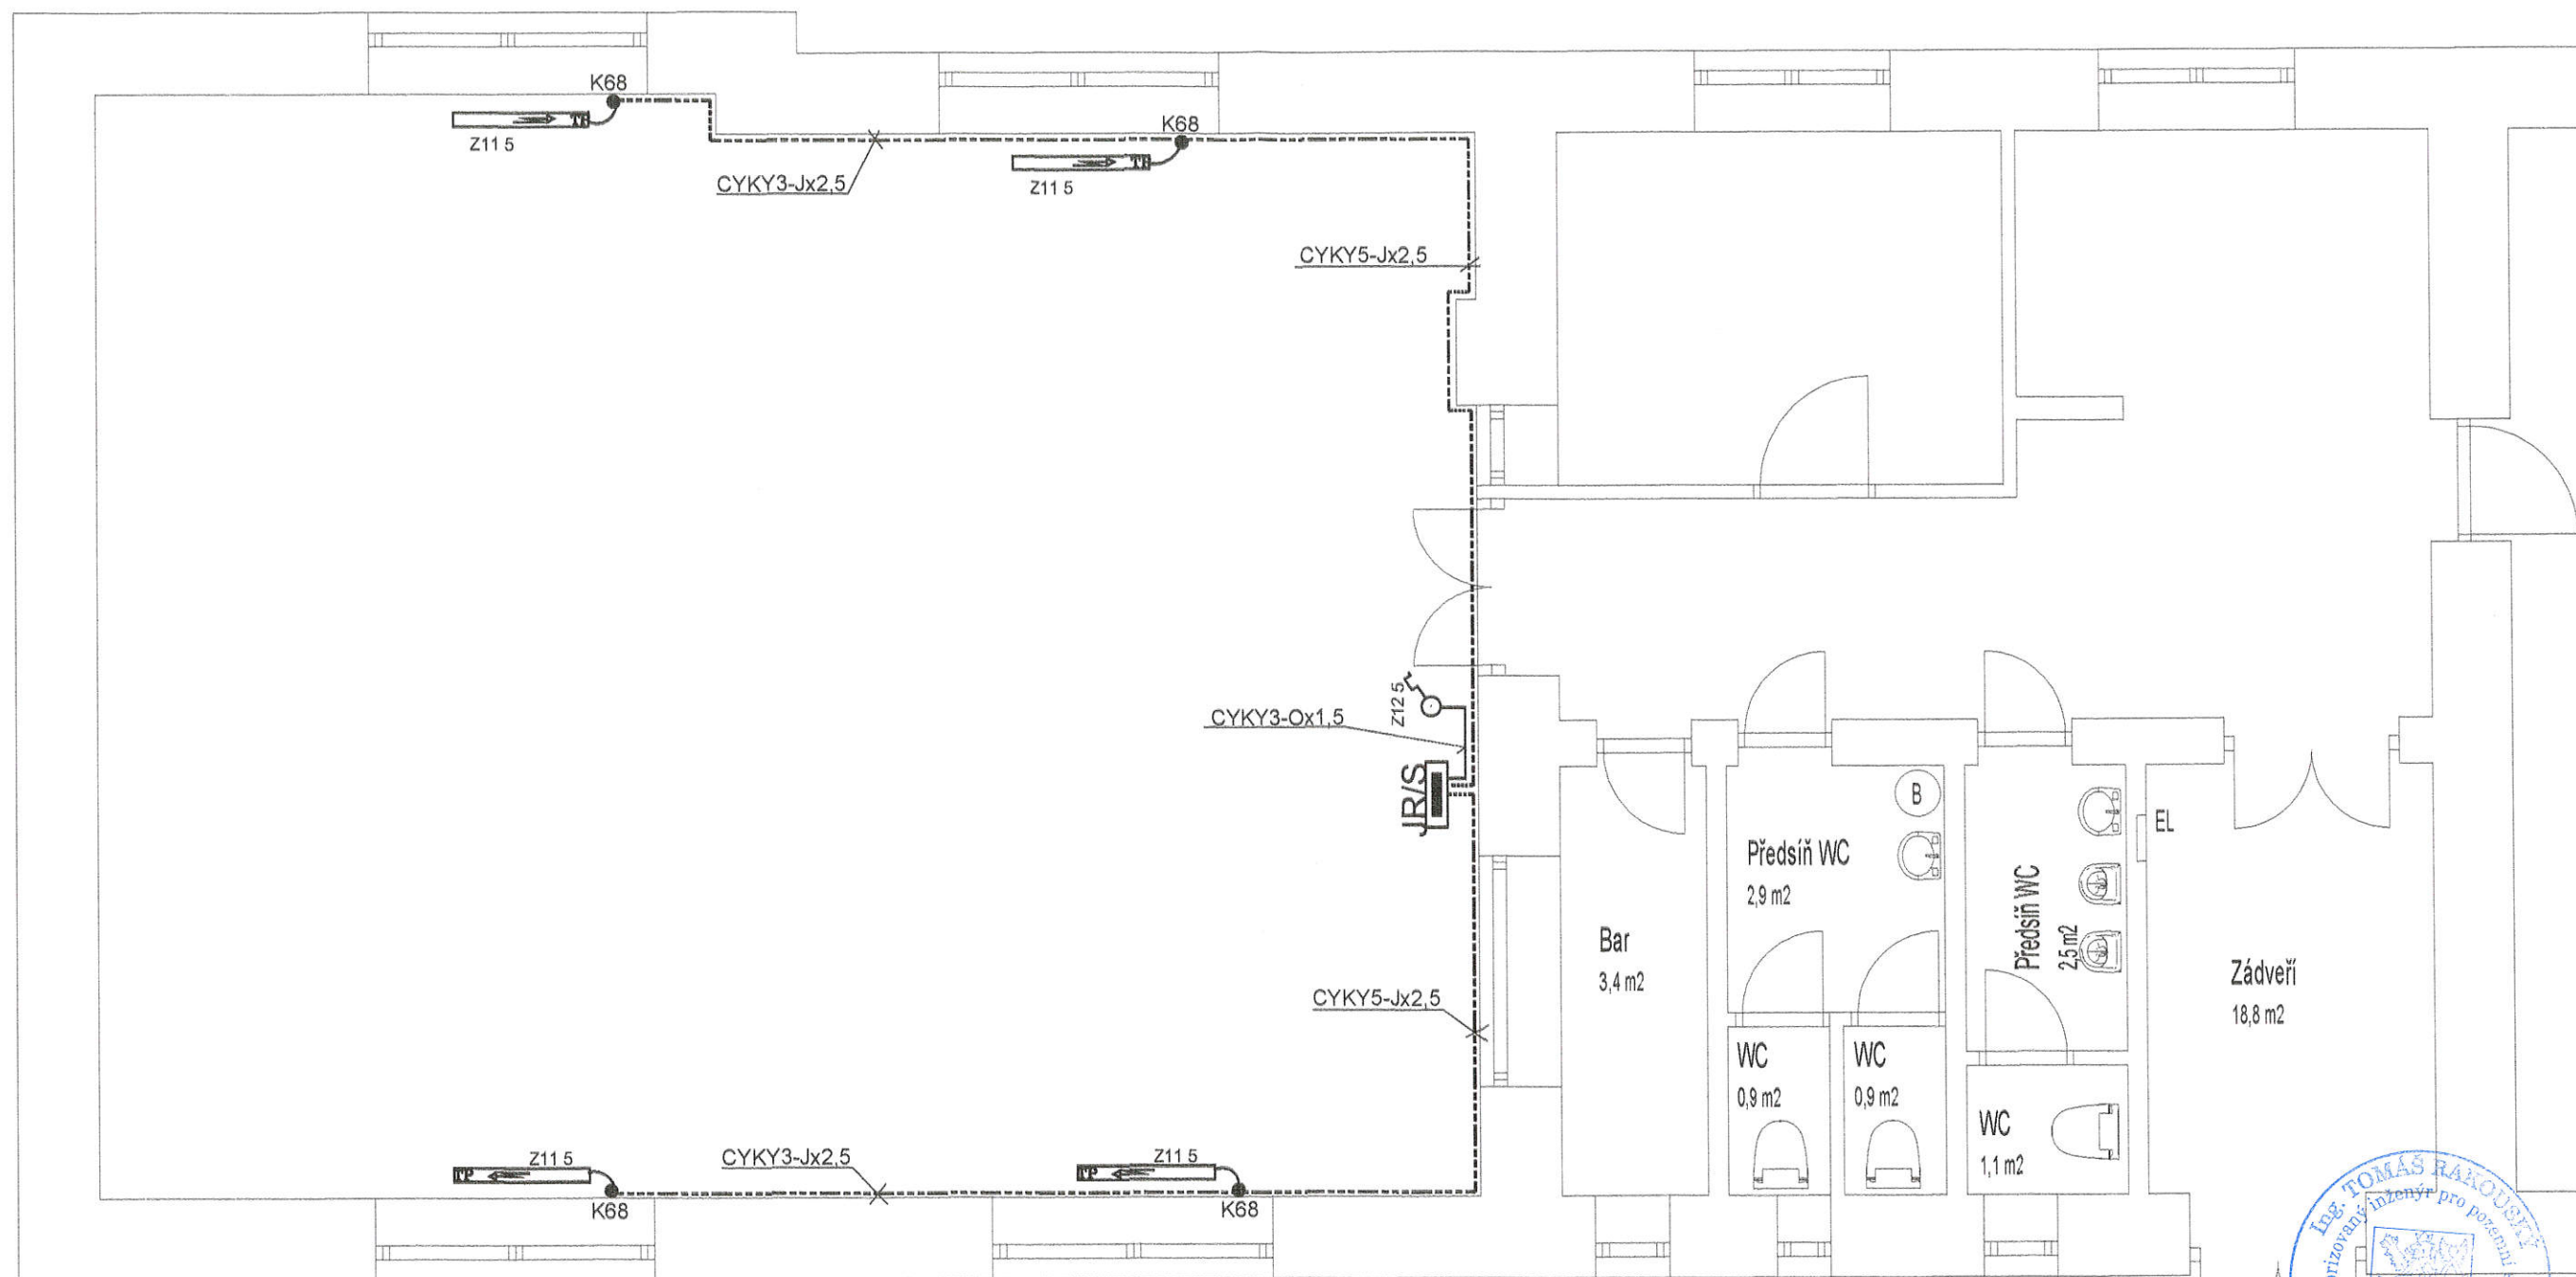 K68
Z11 5
CYKY3-Jx2,5
K68
Z11 5
CYKY5-Jx2,5
Z12 5
CYKY3-Ox1,5
JR/S
CYKY5-Jx2,5
TP
Z11 5
K68
CYKY3-Jx2,5
TP
Z11 5
K68
Bar
3,4 m2
Předsíň WC
2,9 m2
B
WC
0,9 m2
WC
0,9 m2
Předsíň WC
2,5 m2
WC
1,1 m2
EL
Zádveří
18,8 m2
Ing. TOMÁŠ RAKOUSKÝ
inženýr pro pozemní